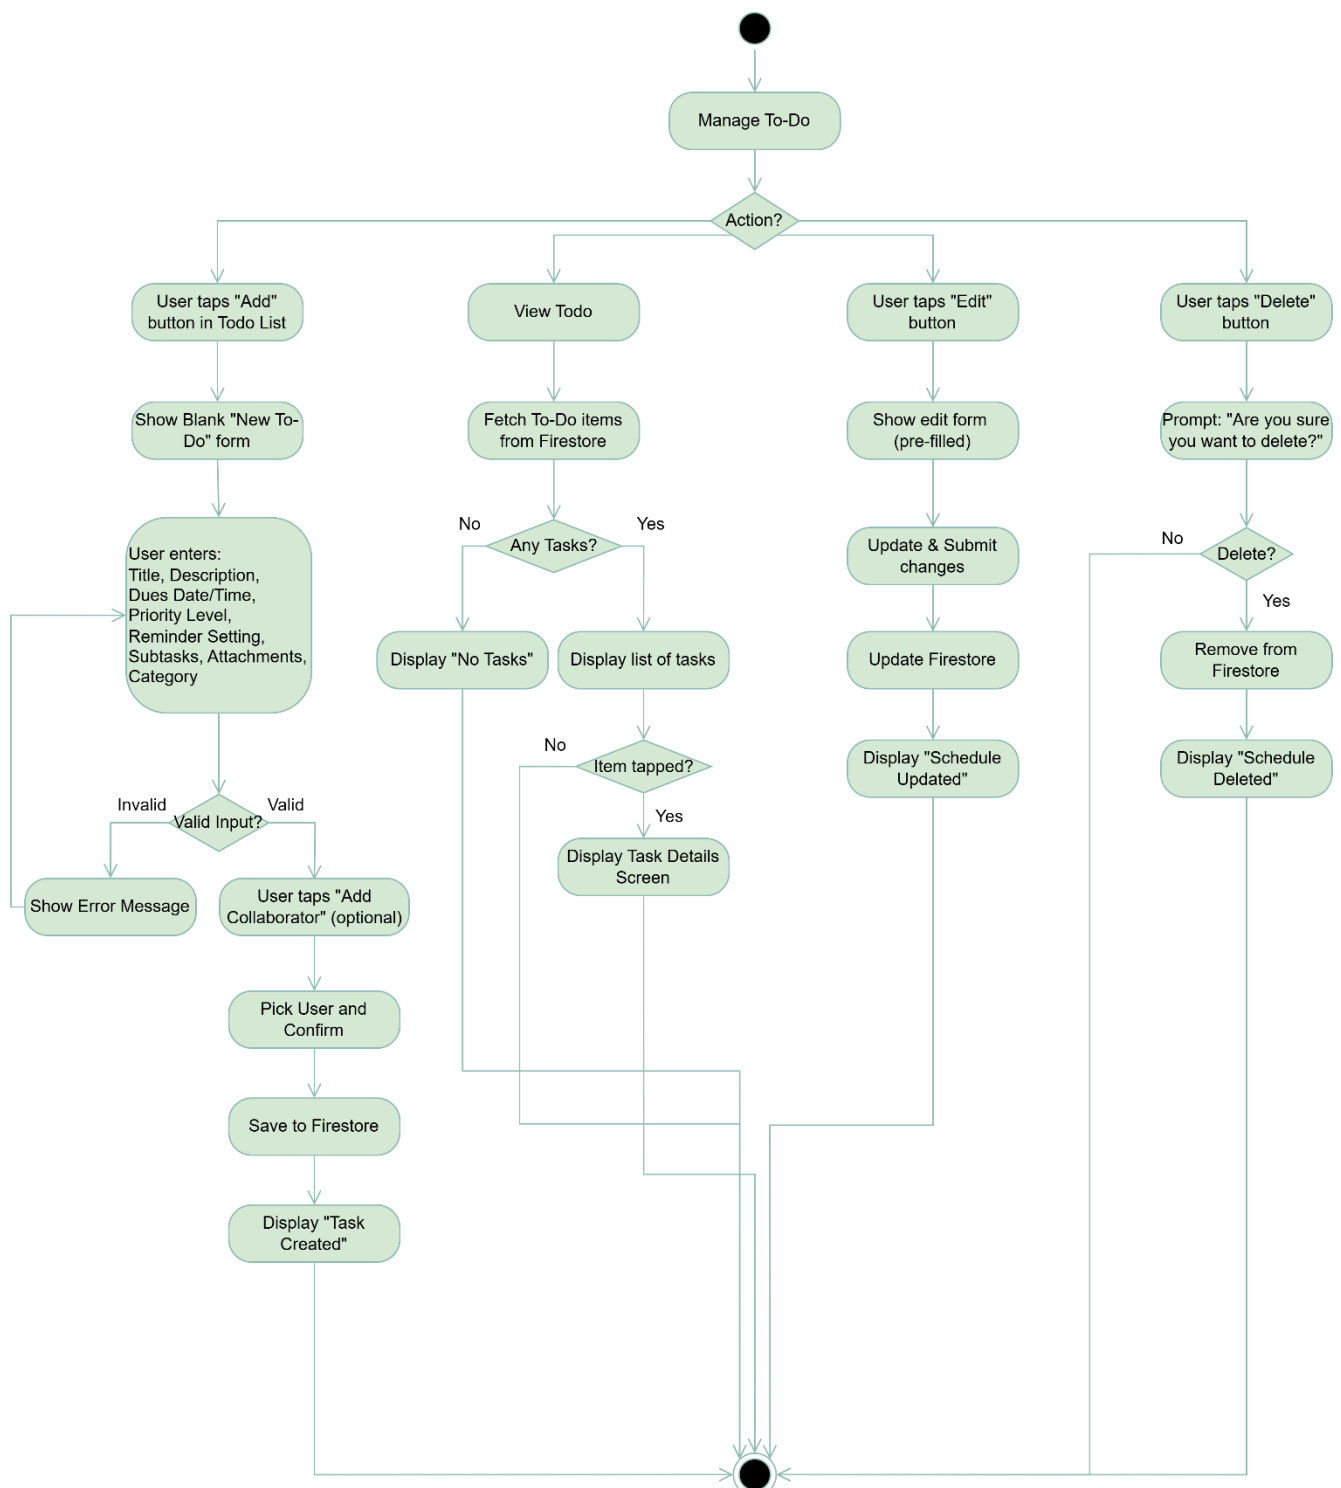 Manage To-Do
Action?
User taps "Add"
button in Todo List
View Todo
User taps "Edit"
button
User taps "Delete"
button
Show Blank "New To-
Do" form
Fetch To-Do items
from Firestore
Show edit form
(pre-filled)
Prompt: "Are you sure
you want to delete?"
User enters:
Title, Description,
Dues Date/Time,
Priority Level,
Reminder Setting,
Subtasks, Attachments,
Category
No
Any Tasks?
Yes
Update & Submit
changes
No
Delete?
Yes
Display "No Tasks"
Display list of tasks
Update Firestore
Remove from
Firestore
No
Item tapped?
Yes
Display "Schedule
Updated"
Display "Schedule
Deleted"
Invalid
Valid Input?
Valid
Display Task Details
Screen
Show Error Message
User taps "Add
Collaborator" (optional)
Pick User and
Confirm
Save to Firestore
Display "Task
Created"